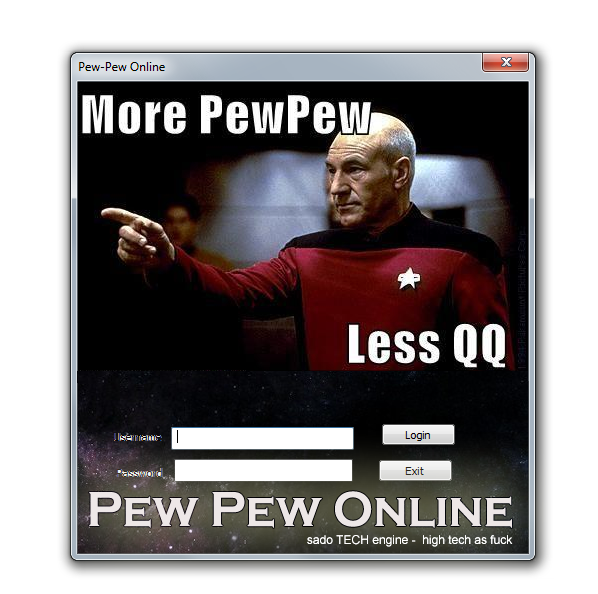 Pew-Pew Online
More PewPew
Less QQ
Username
Login
Password
Exit
PEW PEW ONLINE
sado TECH engine - high tech as fuck